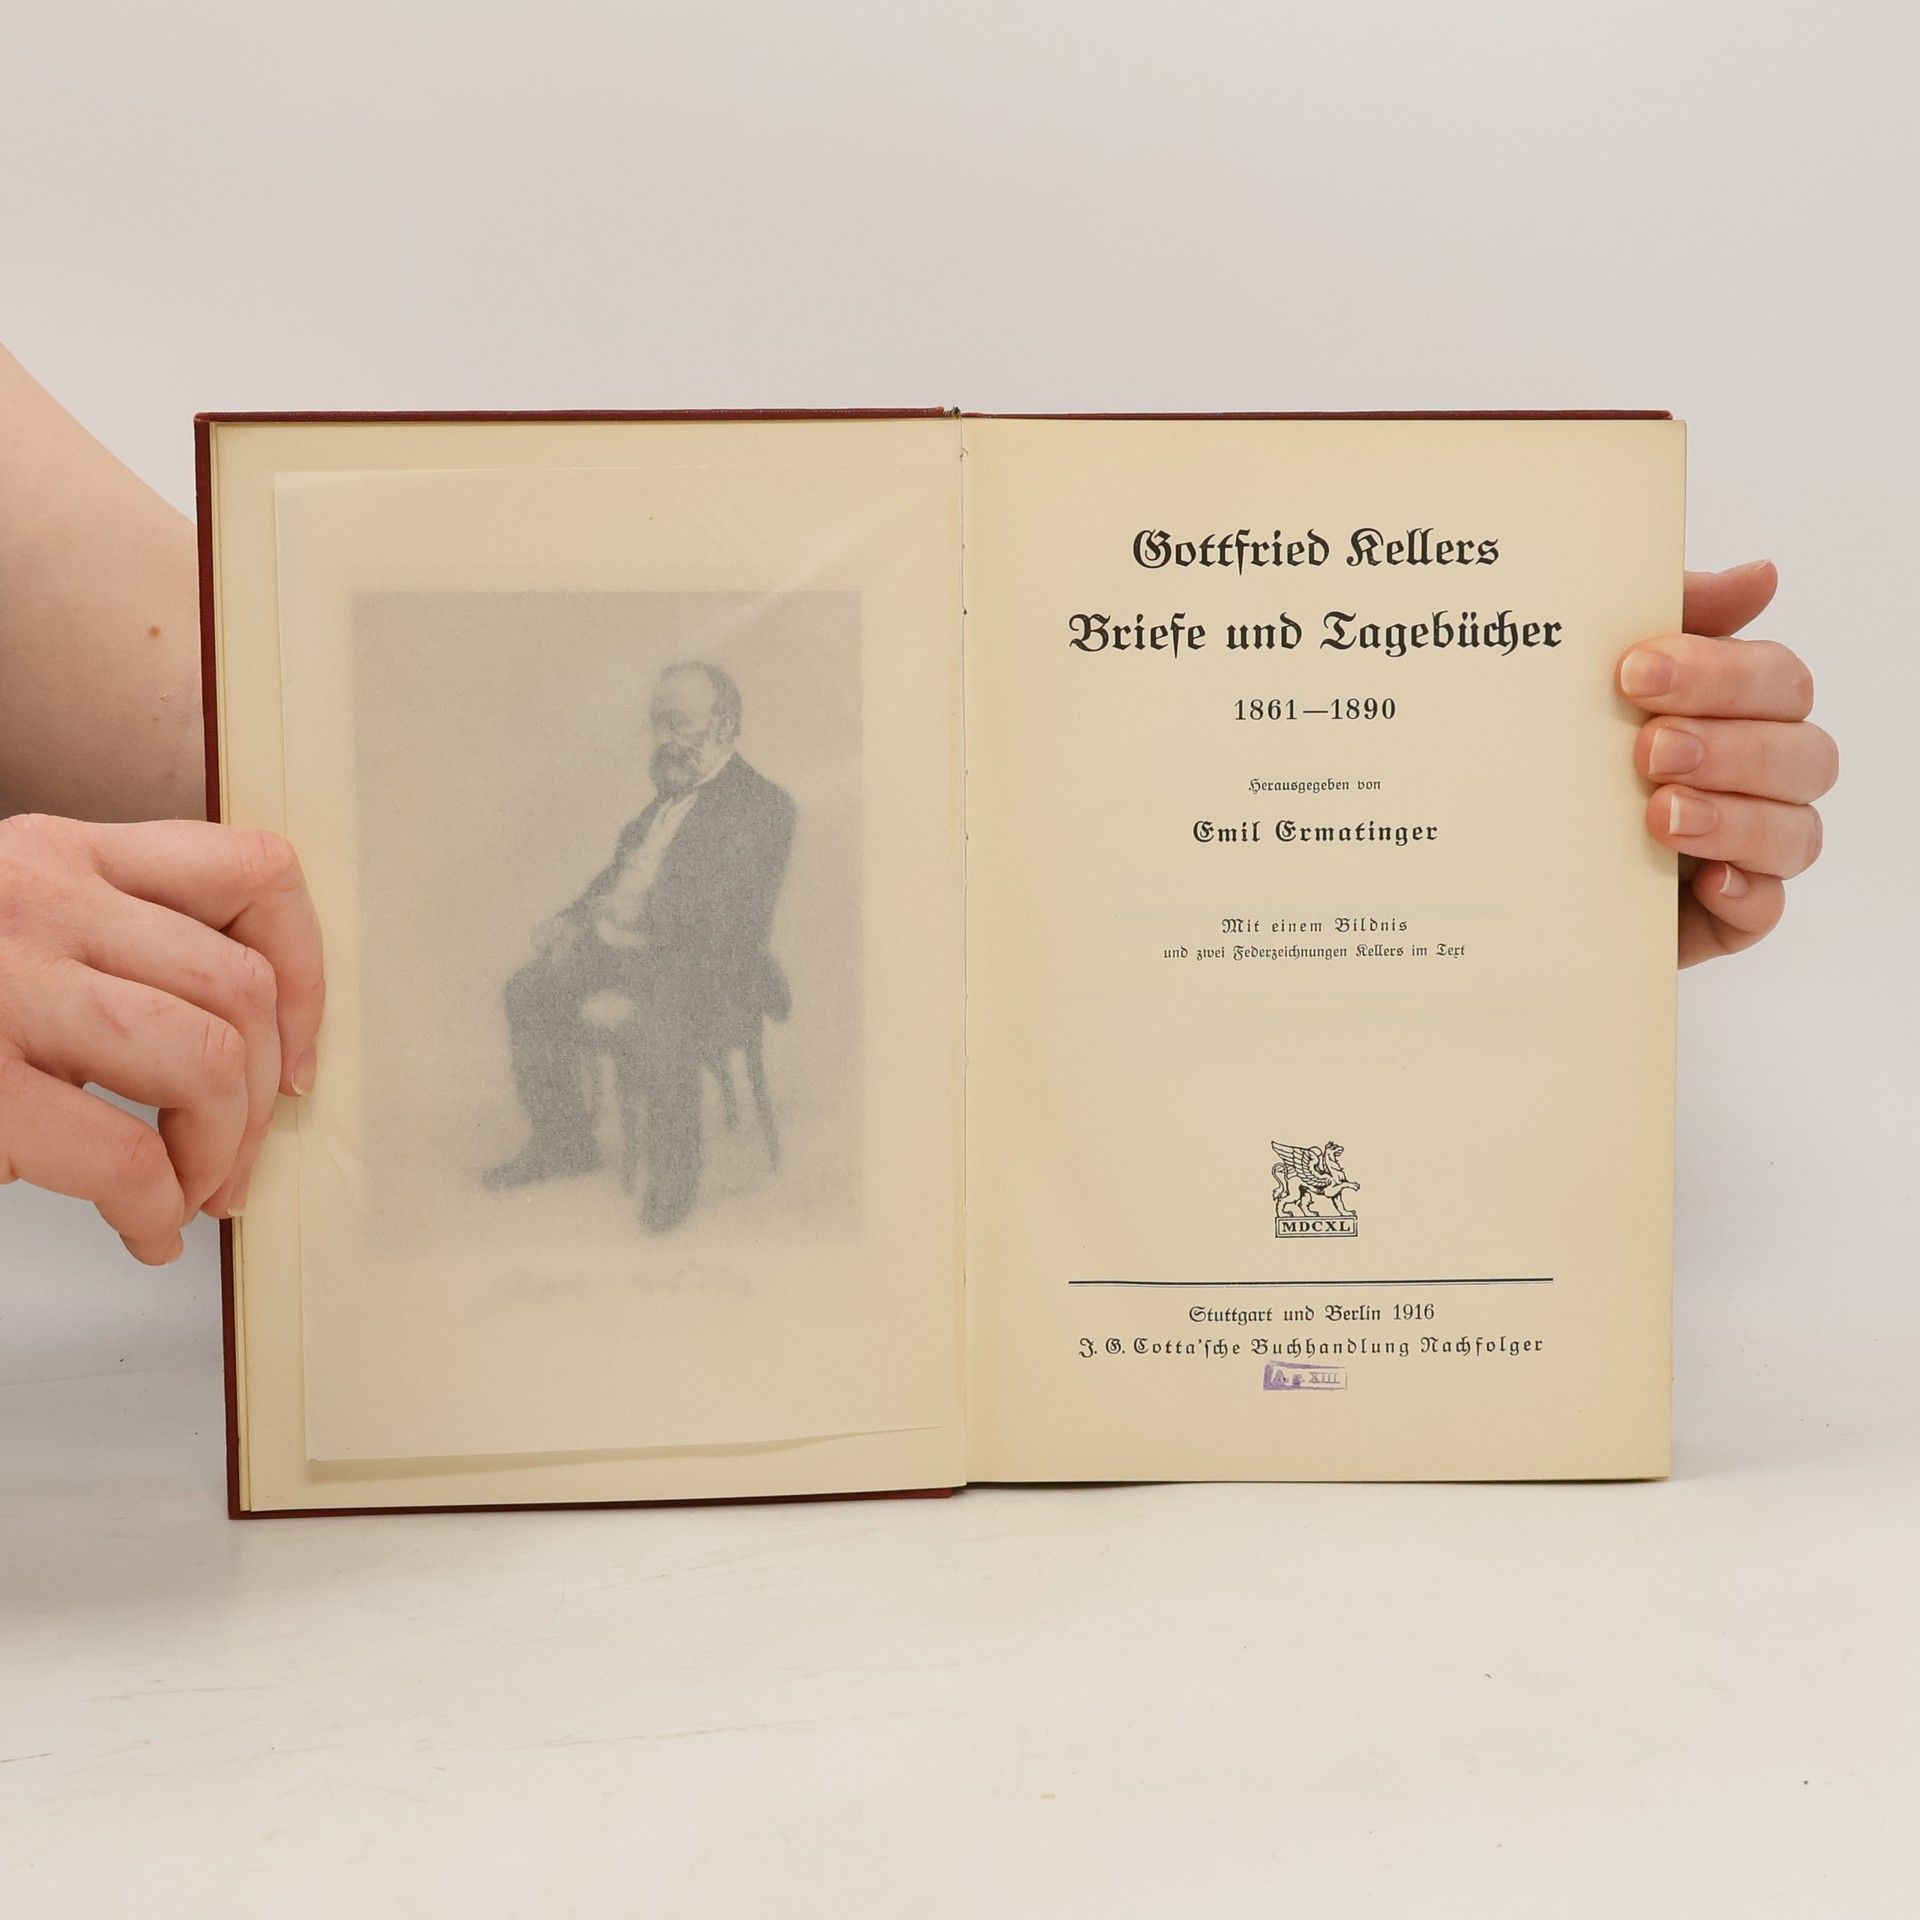 Gottfried Kellers
Briefe und Tagebücher
1861—1890
Herausgegeben von
Emil Ermatinger
Mit einem Bildnis
und zwei Federzeichnungen Kellers im Text
MDCXL
Stuttgart und Berlin 1916
J. G. Cotta'sche Buchhandlung Nachfolger
A. g. XIII.